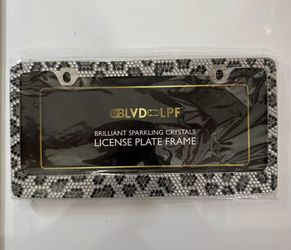 BLVD LPF
BRILLIANT SPARKLING CRYSTALS
LICENSE PLATE FRAME